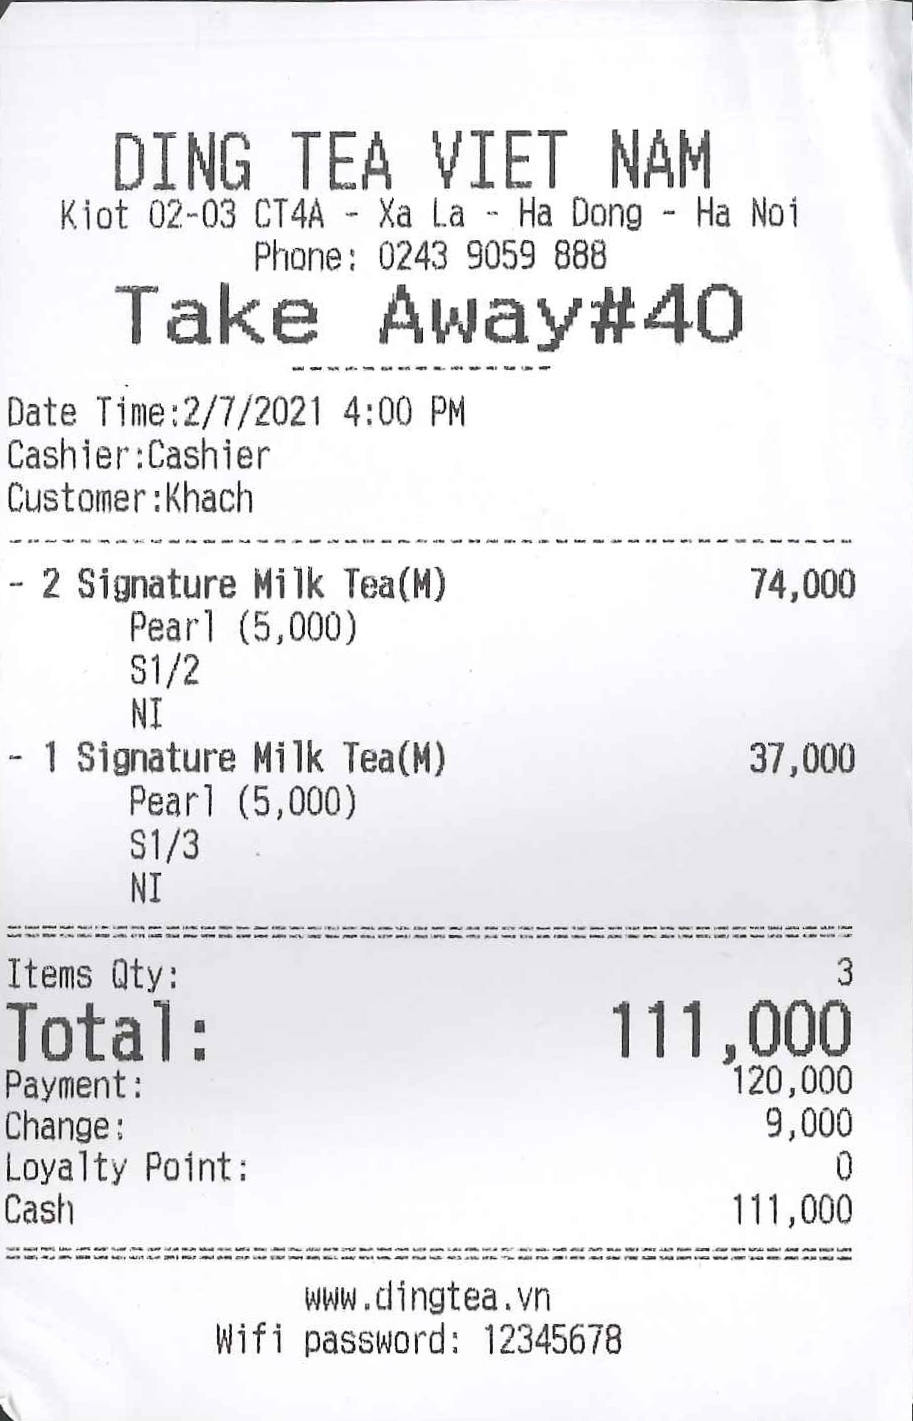 DING TEA VIET NAM
Kiot 02-03 CT4A - Xa La - Ha Dong - Ha Noi
Phone: 0243 9059 888
Take Away#40
Date Time:2/7/2021 4:00 PM
Cashier:Cashier
Customer:Khach
- 2 Signature Milk Tea(M) 74,000
Pearl (5,000)
S1/2
NI
- 1 Signature Milk Tea(M) 37,000
Pearl (5,000)
S1/3
NI
Items Qty: 3
Total: 111,000
Payment: 120,000
Change: 9,000
Loyalty Point: 0
Cash 111,000
www.dingtea.vn
Wifi password: 12345678